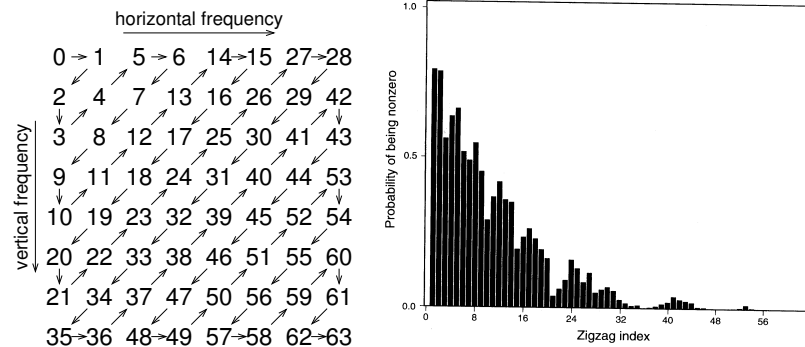 horizontal frequency
0 1 5 6 14 15 27 28
2 4 7 13 16 26 29 42
3 8 12 17 25 30 41 43
9 11 18 24 31 40 44 53
10 19 23 32 39 45 52 54
20 22 33 38 46 51 55 60
21 34 37 47 50 56 59 61
35 36 48 49 57 58 62 63
vertical frequency
1.0
0.5
0.0
Probability of being nonzero
0 8 16 24 32 40 48 56
Zigzag index